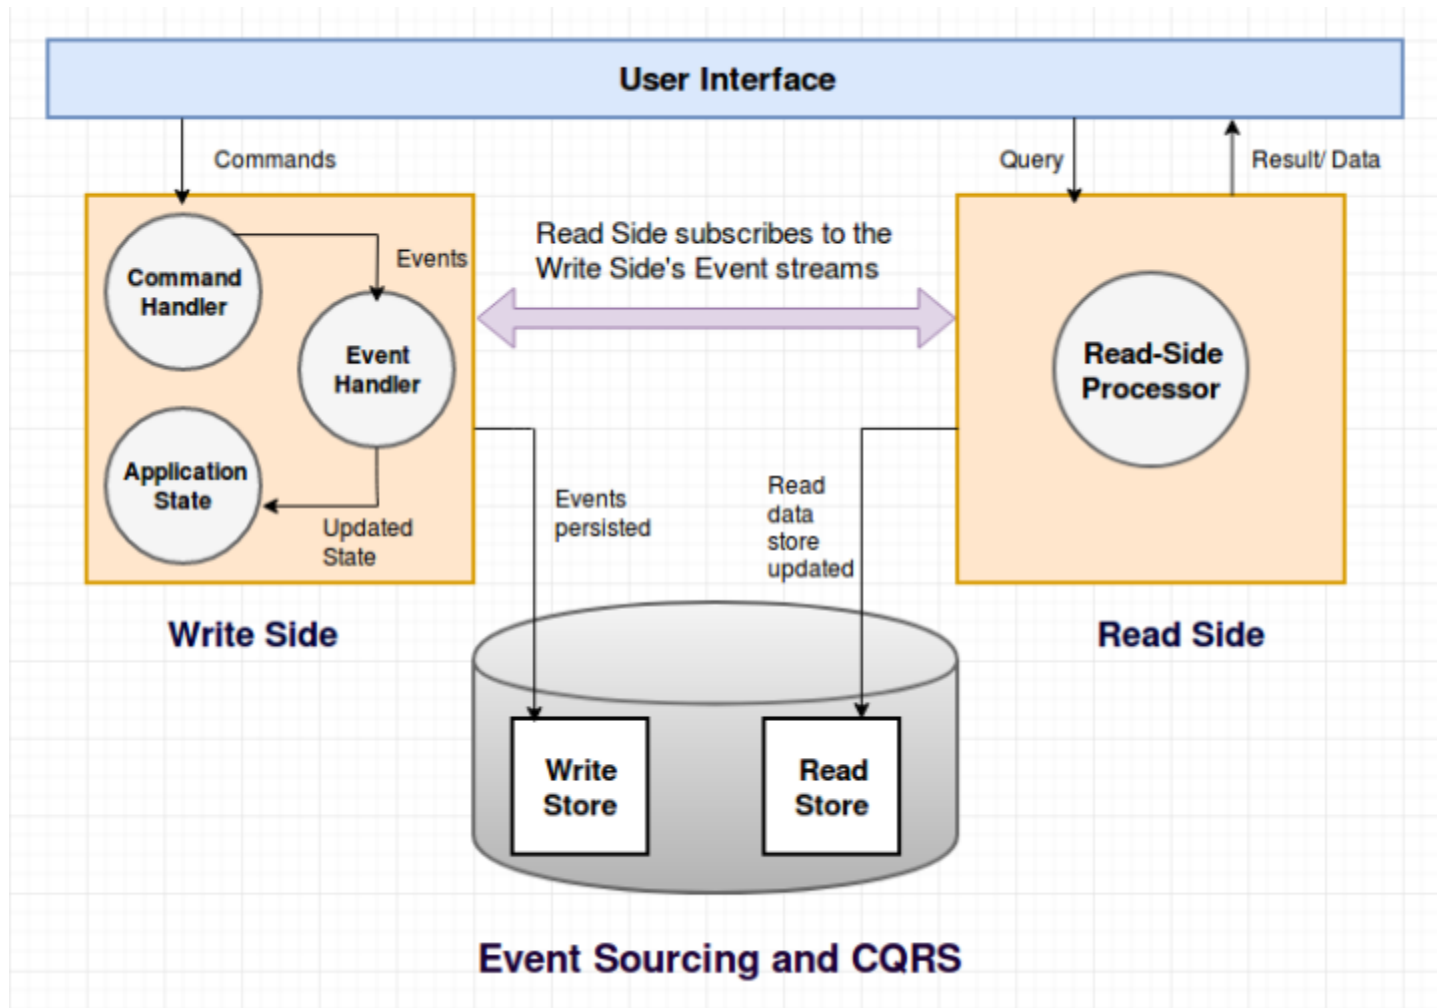 User Interface
Commands
Query
Result/ Data
Read Side subscribes to the
Write Side's Event streams
Command
Handler
Events
Event
Handler
Application
State
Updated
State
Read-Side
Processor
Events
persisted
Read
data
store
updated
Write Side
Read Side
Write
Store
Read
Store
Event Sourcing and CQRS